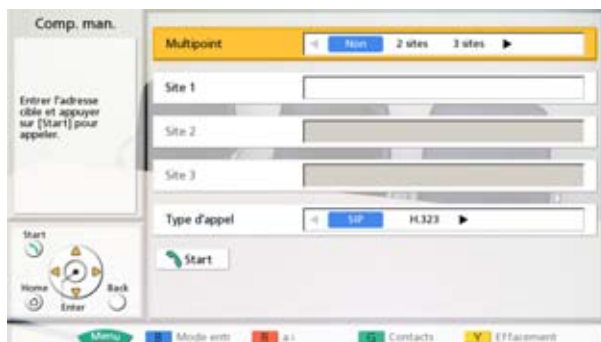 Comp. man.
Entrer l'adresse
cible et appuyer
sur [Start] pour
appeler.
Multipoint Non 2 sites 3 sites
Site 1
Site 2
Site 3
Type d'appel SIP H.323
Start
Start
Home
Back
Enter
Menu B Mode entr R a.i G Contacts Y Effacement